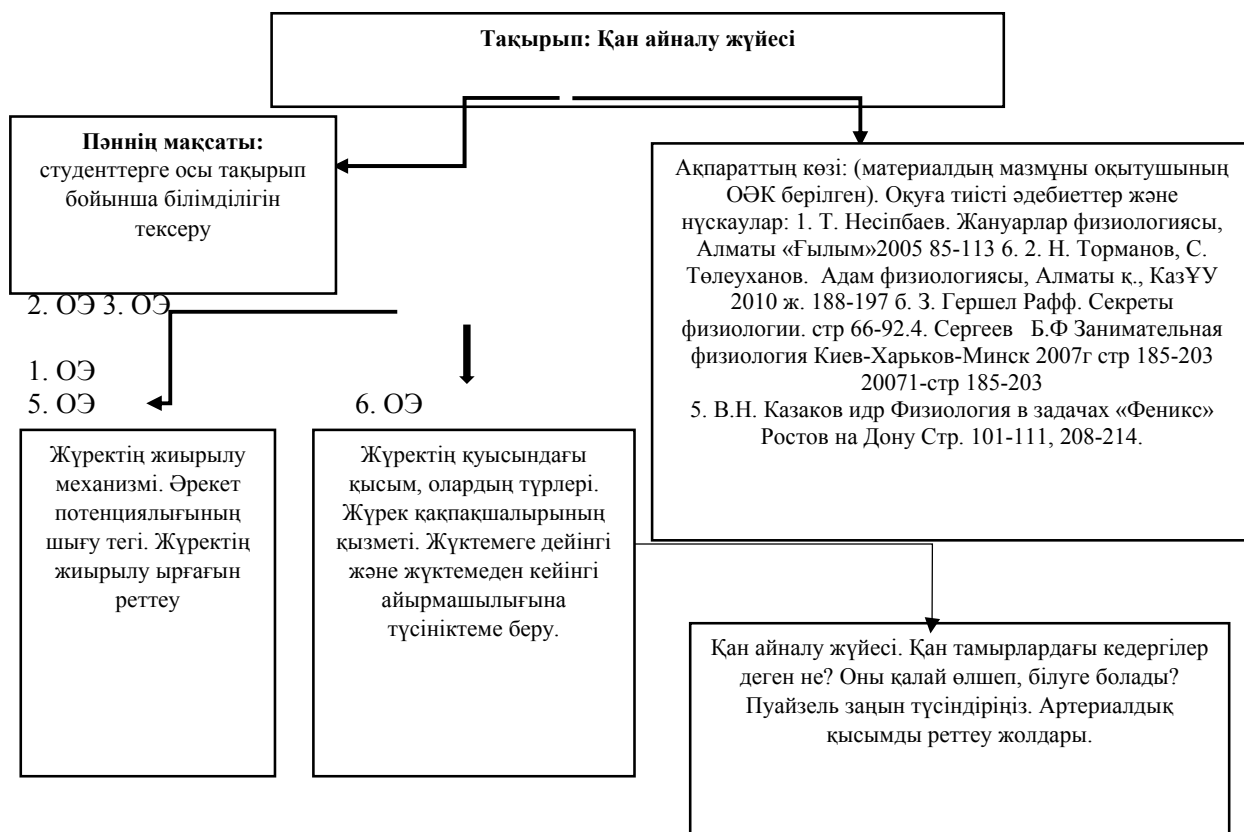 Тақырып: Қан айналу жүйесі
Пәннің мақсаты:
студенттерге осы тақырып
бойынша білімділігін
тексеру
Ақпараттың көзі: (материалдың мазмұны оқытушының
ОӘК берілген). Оқуға тиісті әдебиеттер және
нүскаулар: 1. Т. Несіпбаев. Жануарлар физиологиясы,
Алматы «Ғылым»2005 85-113 6. 2. Н. Торманов, С.
Төлеуханов.  Адам физиологиясы, Алматы қ., КазҰУ
2010 ж. 188-197 б. З. Гершел Рафф. Секреты
физиологии. стр 66-92.4. Сергеев   Б.Ф Занимательная
физиология Киев-Харьков-Минск 2007г стр 185-203
20071-стр 185-203
5. В.Н. Казаков идр Физиология в задачах «Феникс»
Ростов на Дону Стр. 101-111, 208-214.
2. ОЭ 3. ОЭ
1. ОЭ
5. ОЭ
6. ОЭ
Жүректің жиырылу
механизмі. Әрекет
потенциялығының
шығу тегі. Жүректің
жиырылу ырғағын
реттеу
Жүректің қуысындағы
қысым, олардың түрлері.
Жүрек қақпақшалырының
қызметі. Жүктемеге дейінгі
және жүктемеден кейінгі
айырмашылығына
түсініктеме беру.
Қан айналу жүйесі. Қан тамырлардағы кедергілер
деген не? Оны қалай өлшеп, білуге болады?
Пуайзель заңын түсіндіріңіз. Артериалдық
қысымды реттеу жолдары.